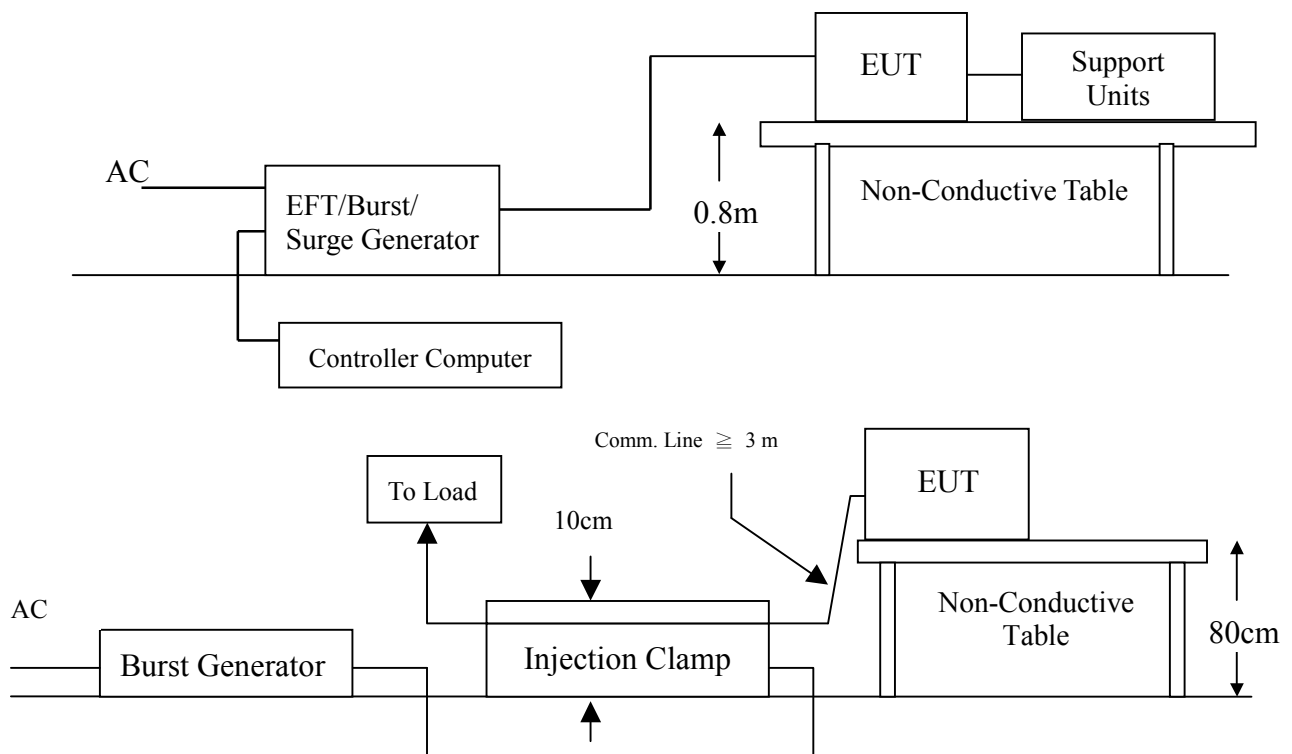 EUT
Support
Units
AC
EFT/Burst/
Surge Generator
0.8m
Non-Conductive Table
Controller Computer
Comm. Line ≧ 3 m
To Load
EUT
10cm
AC
Burst Generator
Injection Clamp
Non-Conductive
Table
80cm